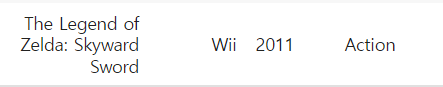 The Legend of
Zelda: Skyward
Sword
Wii 2011 Action